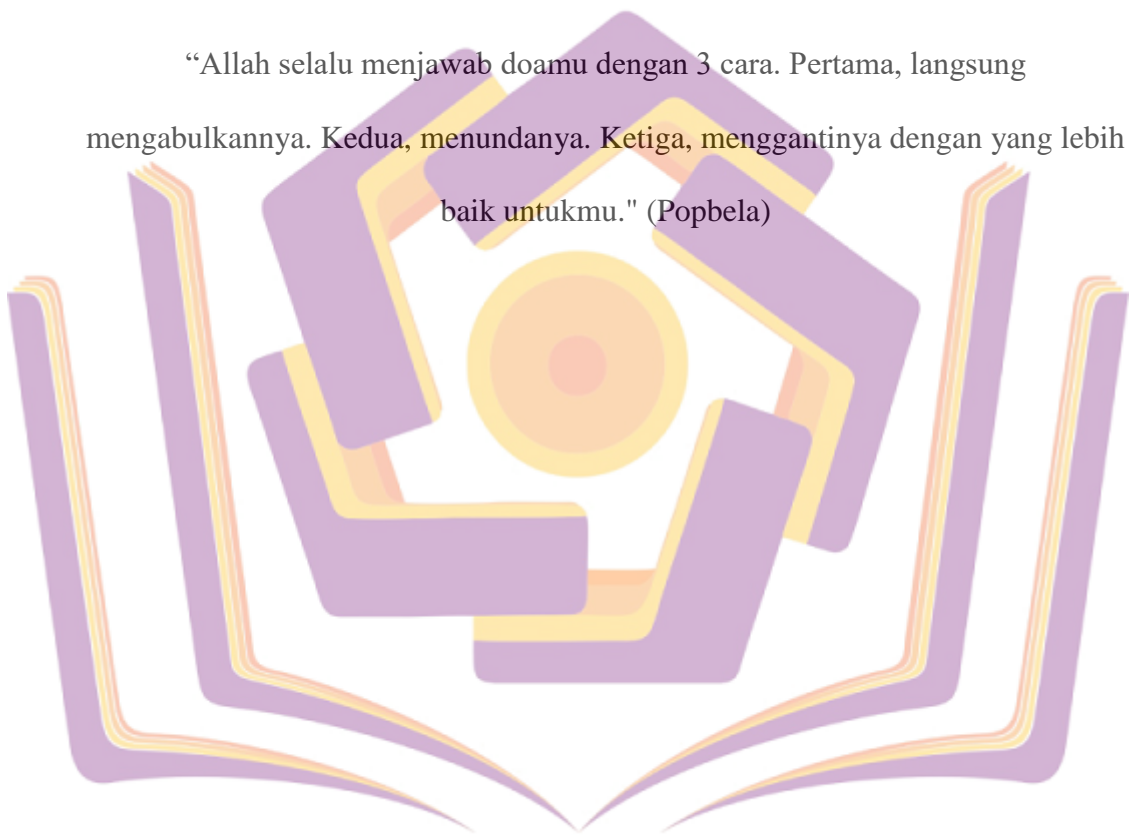 “Allah selalu menjawab doamu dengan 3 cara. Pertama, langsung
mengabulkannya. Kedua, menundanya. Ketiga, menggantinya dengan yang lebih
baik untukmu." (Popbela)